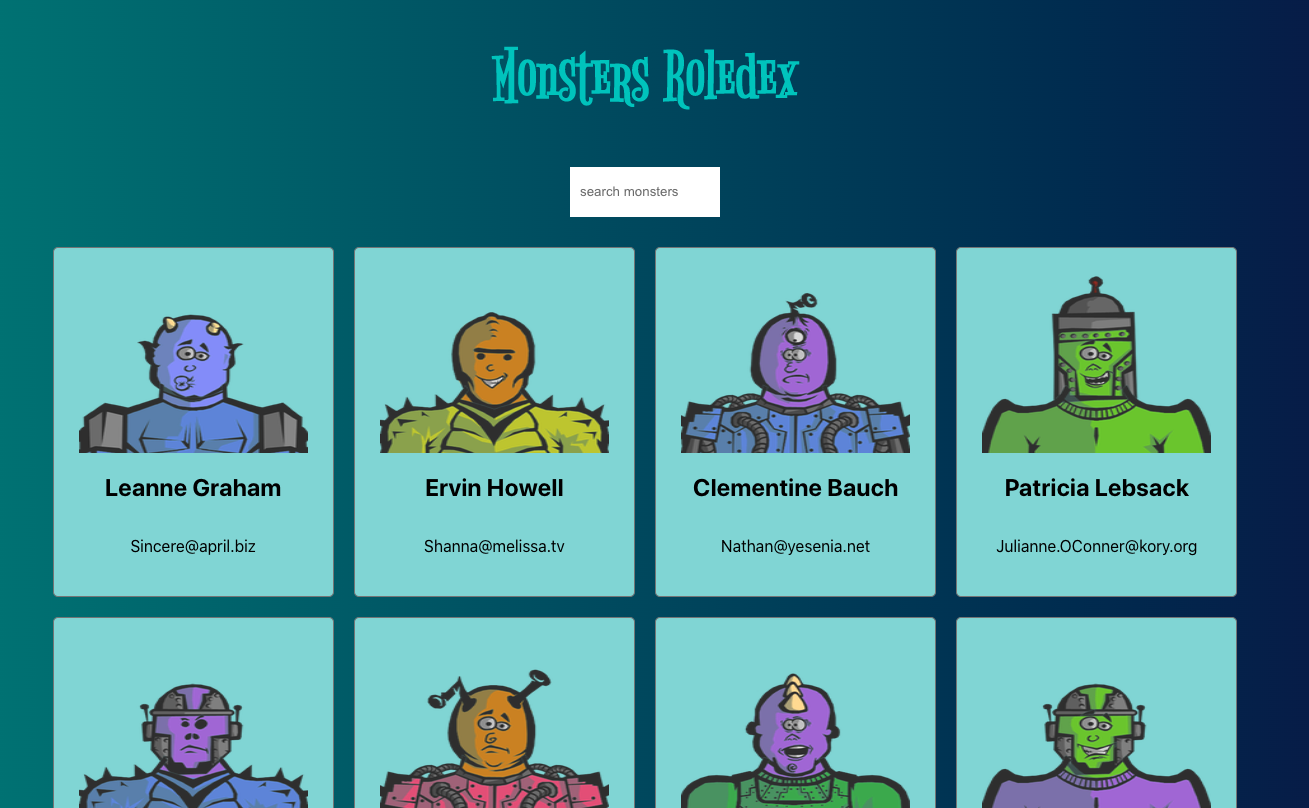 Monsters Roledex
search monsters
Leanne Graham
Ervin Howell
Clementine Bauch
Patricia Lebsack
Sincere@april.biz
Shanna@melissa.tv
Nathan@yesenia.net
Julianne.OConner@kory.org